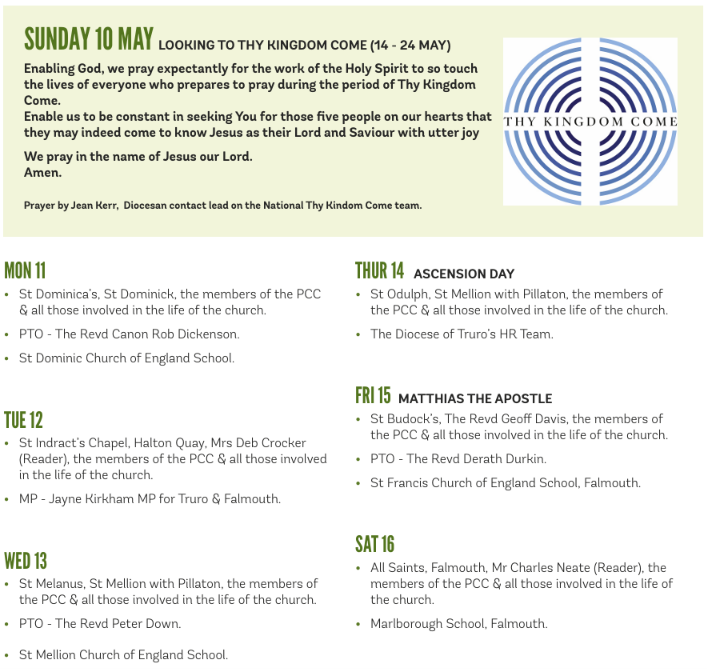 SUNDAY 10 MAY LOOKING TO THY KINGDOM COME (14 - 24 MAY)
Enabling God, we pray expectantly for the work of the Holy Spirit to so touch
the lives of everyone who prepares to pray during the period of Thy Kingdom
Come.
Enable us to be constant in seeking You for those five people on our hearts that
they may indeed come to know Jesus as their Lord and Saviour with utter joy
We pray in the name of Jesus our Lord.
Amen.
Prayer by Jean Kerr, Diocesan contact lead on the National Thy Kindom Come team.
THY KINGDOM COME
MON 11
• St Dominica's, St Dominick, the members of the PCC
& all those involved in the life of the church.
• PTO - The Revd Canon Rob Dickenson.
• St Dominic Church of England School.
TUE 12
• St Indract's Chapel, Halton Quay, Mrs Deb Crocker
(Reader), the members of the PCC & all those involved
in the life of the church.
• MP - Jayne Kirkham MP for Truro & Falmouth.
WED 13
• St Melanus, St Mellion with Pillaton, the members of
the PCC & all those involved in the life of the church.
• PTO - The Revd Peter Down.
• St Mellion Church of England School.
THUR 14 ASCENSION DAY
• St Odulph, St Mellion with Pillaton, the members of
the PCC & all those involved in the life of the church.
• The Diocese of Truro's HR Team.
FRI 15 MATTHIAS THE APOSTLE
• St Budock's, The Revd Geoff Davis, the members of
the PCC & all those involved in the life of the church.
• PTO - The Revd Derath Durkin.
• St Francis Church of England School, Falmouth.
SAT 16
• All Saints, Falmouth, Mr Charles Neate (Reader), the
members of the PCC & all those involved in the life of
the church.
• Marlborough School, Falmouth.